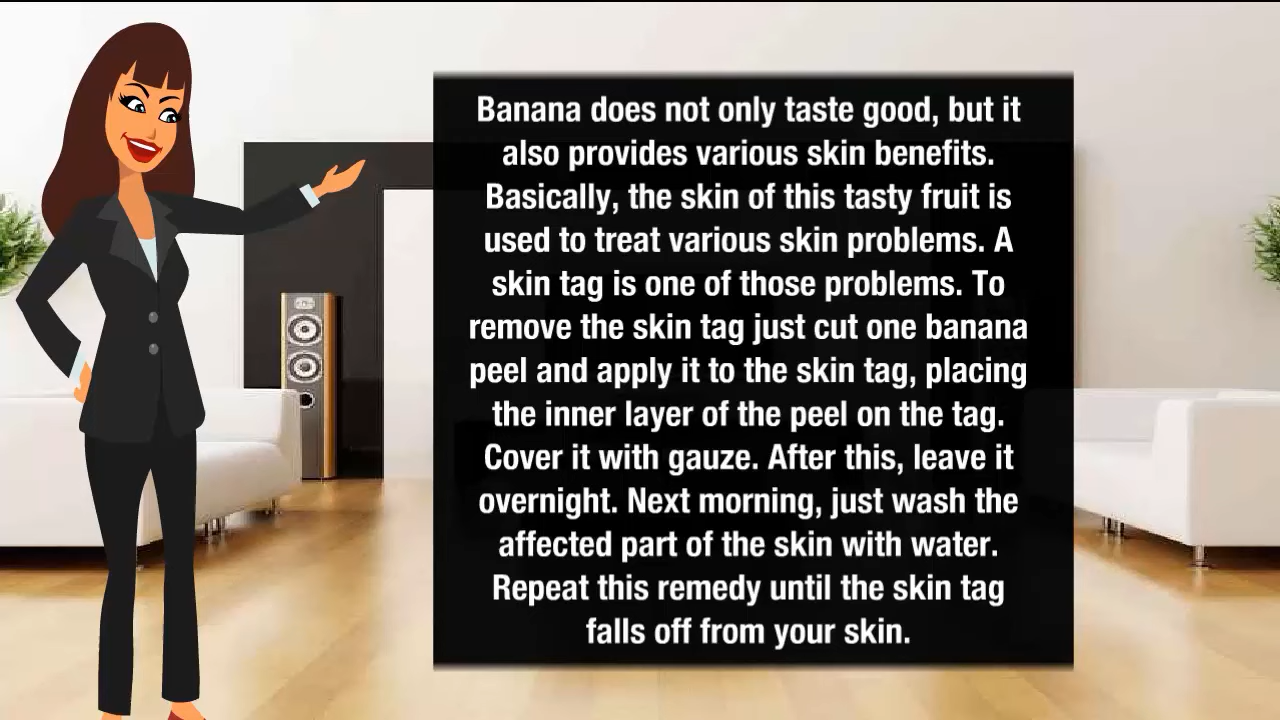 Banana does not only taste good, but it
also provides various skin benefits.
Basically, the skin of this tasty fruit is
used to treat various skin problems. A
skin tag is one of those problems. To
remove the skin tag just cut one banana
peel and apply it to the skin tag, placing
the inner layer of the peel on the tag.
Cover it with gauze. After this, leave it
overnight. Next morning, just wash the
affected part of the skin with water.
Repeat this remedy until the skin tag
falls off from your skin.